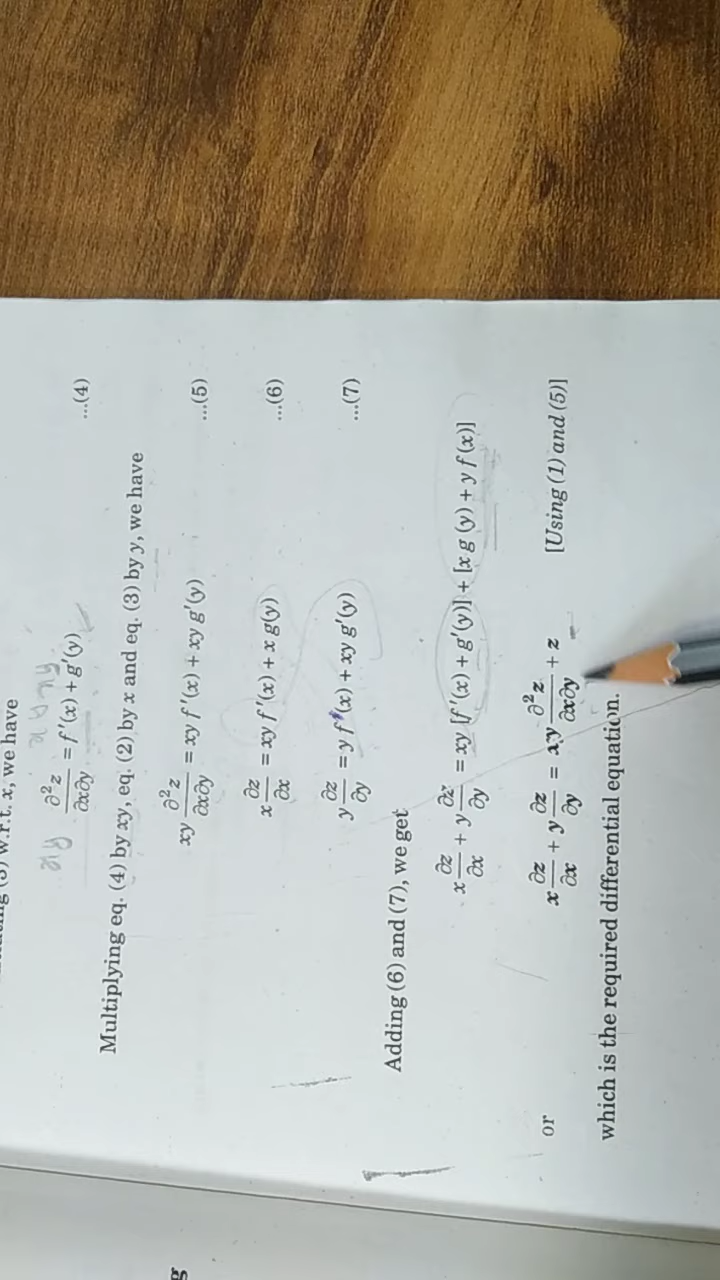 w.r.t. x, we have
xy
∂²z/∂x∂y = f'(x) + g'(y) ...(4)
Multiplying eq. (4) by xy, eq. (2) by x and eq. (3) by y, we have
xy ∂²z/∂x∂y = xy f'(x) + xy g'(y) ...(5)
x ∂z/∂x = xy f'(x) + x g(y) ...(6)
y ∂z/∂y = y f(x) + xy g'(y) ...(7)
Adding (6) and (7), we get
x ∂z/∂x + y ∂z/∂y = xy [f'(x) + g'(y)] + [x g (y) + y f (x)]
or x ∂z/∂x + y ∂z/∂y = xy ∂²z/∂x∂y + z [Using (1) and (5)]
which is the required differential equation.
g